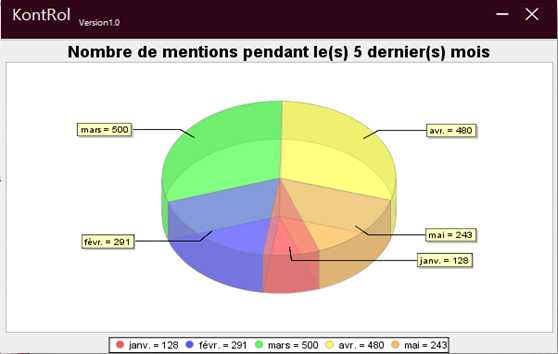 KontRol
Version1.0
Nombre de mentions pendant le(s) 5 dernier(s) mois
mars = 500
avr. = 480
févr. = 291
mai = 243
janv. = 128
janv. = 128 févr. = 291 mars = 500 avr. = 480 mai = 243